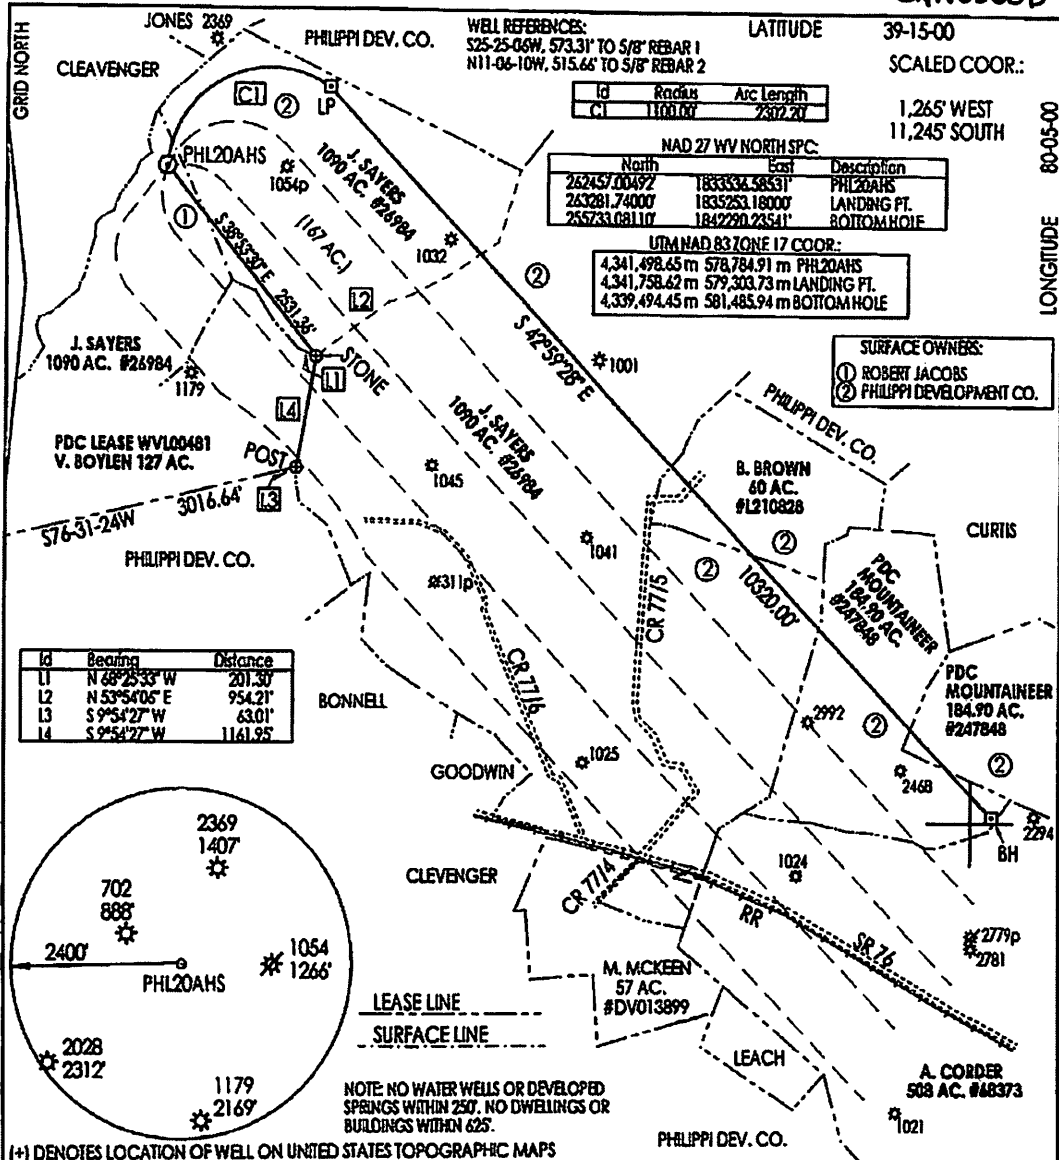 GRID NORTH
JONES 2369
CLEAVENGER
PHILIPPI DEV. CO.
WELL REFERENCES:
S25-25-06W, 573.31' TO 5/8" REBAR 1
N11-06-10W, 515.66' TO 5/8" REBAR 2
LATITUDE 39-15-00
SCALED COOR.:
1,265' WEST
11,245' SOUTH
LONGITUDE 80-05-00
Id Radius Arc Length
C1 1100.00' 2302.20'
NAD 27 WV NORTH SPC:
North East Description
262457.00492' 1833536.58531' PHL20AHS
263281.74000' 1835253.18000' LANDING PT.
255733.08110' 1842290.23541' BOTTOM HOLE
UTM NAD 83 ZONE 17 COOR.:
4,341,498.65 m 578,784.91 m PHL20AHS
4,341,758.62 m 579,303.73 m LANDING PT.
4,339,494.45 m 581,485.94 m BOTTOM HOLE
SURFACE OWNERS:
① ROBERT JACOBS
② PHILIPPI DEVELOPMENT CO.
C1
②
LP
PHL20AHS
1054p
J. SAYERS
1090 AC. #26984
(167 AC.)
1032
①
S 38°53'30" E 2531.36'
L2
②
S 42°59'28" E
10320.00'
1001
J. SAYERS
1090 AC. #26984
1179
STONE
L1
L4
PDC LEASE WVL00481
V. BOYLEN 127 AC.
POST
L3
S76-31-24W 3016.64'
PHILIPPI DEV. CO.
J. SAYERS
1090 AC. #26984
1045
1041
311p
PHILIPPI DEV. CO.
B. BROWN
60 AC.
#L210828
②
②
CURTIS
PDC
MOUNTAINEER
184.90 AC.
#247848
PDC
MOUNTAINEER
184.90 AC.
#247848
CR 77/5
CR 77/6
CR 77/4
Id Bearing Distance
L1 N 68°25'33" W 201.30'
L2 N 53°54'06" E 954.21'
L3 S 9°54'27" W 63.01'
L4 S 9°54'27" W 1161.95'
BONNELL
GOODWIN
1025
2992
②
2468
②
2294
BH
CLEVENGER
1024
RR
SR 76
2779p
2781
M. MCKEEN
57 AC.
#DV013899
LEACH
A. CORDER
508 AC. #68373
1021
PHILIPPI DEV. CO.
2369
1407'
702
888'
2400'
PHL20AHS
1054
1266'
2028
2312'
1179
2169'
LEASE LINE
SURFACE LINE
NOTE: NO WATER WELLS OR DEVELOPED
SPRINGS WITHIN 250'. NO DWELLINGS OR
BUILDINGS WITHIN 625'.
(+) DENOTES LOCATION OF WELL ON UNITED STATES TOPOGRAPHIC MAPS